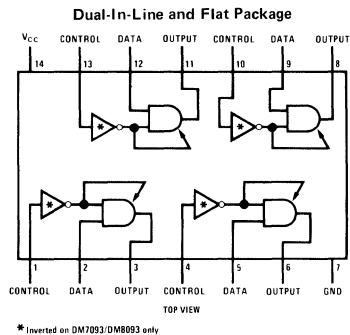 Dual-In-Line and Flat Package
VCC CONTROL DATA OUTPUT CONTROL DATA OUTPUT
14 13 12 11 10 9 8
* *
* *
1 2 3 4 5 6 7
CONTROL DATA OUTPUT CONTROL DATA OUTPUT GND
TOP VIEW
* Inverted on DM7093/DM8093 only